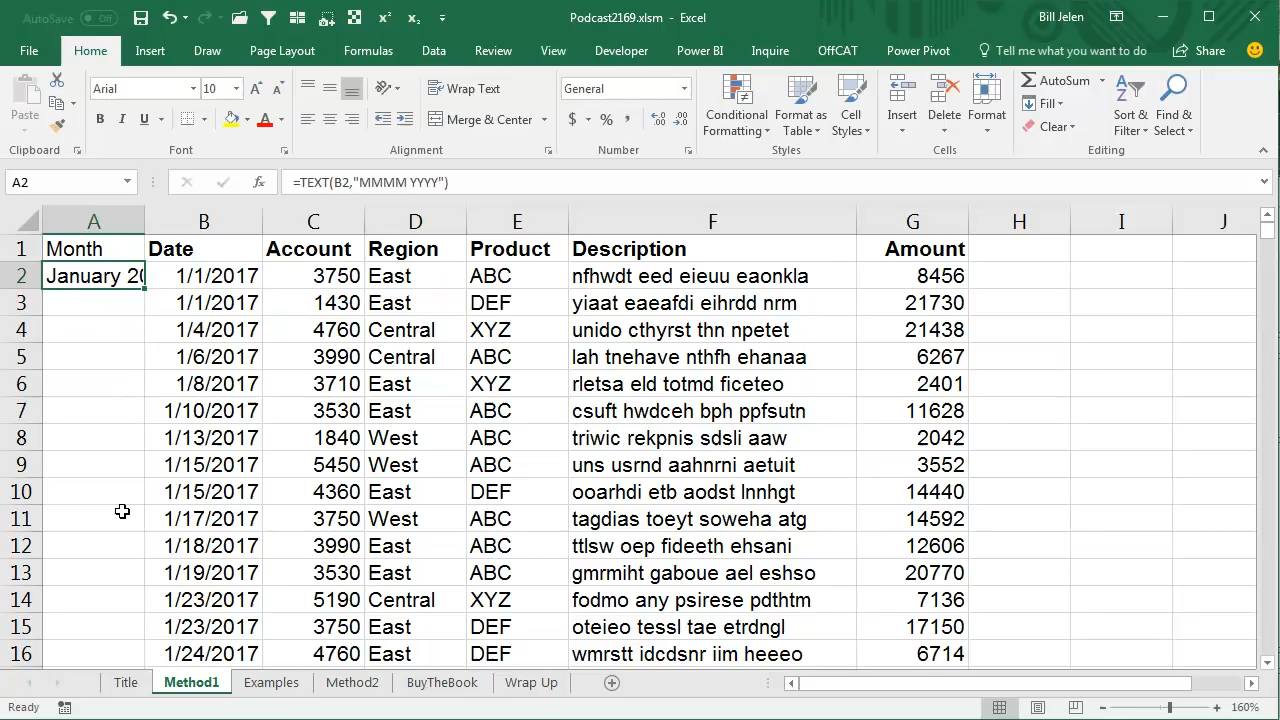 AutoSave Off
Podcast2169.xlsm - Excel
Bill Jelen
File Home Insert Draw Page Layout Formulas Data Review View Developer Power BI Inquire OffCAT Power Pivot Tell me what you want to do Share
Paste
Clipboard
Arial 10
B I U
Font
Wrap Text
Merge & Center
Alignment
General
$ % ,
Number
Conditional Formatting
Format as Table
Cell Styles
Styles
Insert Delete Format
Cells
AutoSum
Fill
Clear
Sort & Filter
Find & Select
Editing
A2 fx =TEXT(B2,"MMMM YYYY")
A B C D E F G H I J
1 Month Date Account Region Product Description Amount
2 January 20 1/1/2017 3750 East ABC nfhwdt eed eieuu eaonkla 8456
3 1/1/2017 1430 East DEF yiaat eaeafdi eihrdd nrm 21730
4 1/4/2017 4760 Central XYZ unido cthyrst thn npetet 21438
5 1/6/2017 3990 Central ABC lah tnehave nthfh ehanaa 6267
6 1/8/2017 3710 East XYZ rletsa eld totmd ficeteo 2401
7 1/10/2017 3530 East ABC csuft hwdceh bph ppfsutn 11628
8 1/13/2017 1840 West ABC triwic rekpnis sdsli aaw 2042
9 1/15/2017 5450 West ABC uns usrnd aahnrni aetuit 3552
10 1/15/2017 4360 East DEF ooarhdi etb aodst lnnhgt 14440
11 1/17/2017 3750 West ABC tagdias toeyt soweha atg 14592
12 1/18/2017 3990 East ABC ttlsw oep fideeth ehsani 12606
13 1/19/2017 3530 East ABC gmrmiht gaboue ael eshso 20770
14 1/23/2017 5190 Central XYZ fodmo any psirese pdthtm 7136
15 1/23/2017 3750 East DEF oteieo tessl tae etrdngl 17150
16 1/24/2017 4760 East DEF wmrstt idcdsnr iim heeeo 6714
Title Method1 Examples Method2 BuyTheBook Wrap Up
Ready
160%